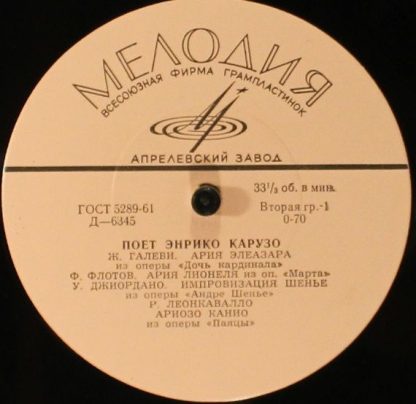 МЕЛОДИЯ
ВСЕСОЮЗНАЯ ФИРМА ГРАМПЛАСТИНОК
АПРЕЛЕВСКИЙ ЗАВОД
ГОСТ 5289-61
Д—6345
33⅓ об. в мин.
Вторая гр.-1
0-70
ПОЕТ ЭНРИКО КАРУЗО
Ж. ГАЛЕВИ. АРИЯ ЭЛЕАЗАРА
из оперы «Дочь кардинала»
Ф. ФЛОТОВ. АРИЯ ЛИОНЕЛЯ из оп. «Марта»
У. ДЖИОРДАНО. ИМПРОВИЗАЦИЯ ШЕНЬЕ
из оперы «Андре Шенье»
Р. ЛЕОНКАВАЛЛО
АРИОЗО КАНИО
из оперы «Паяцы»